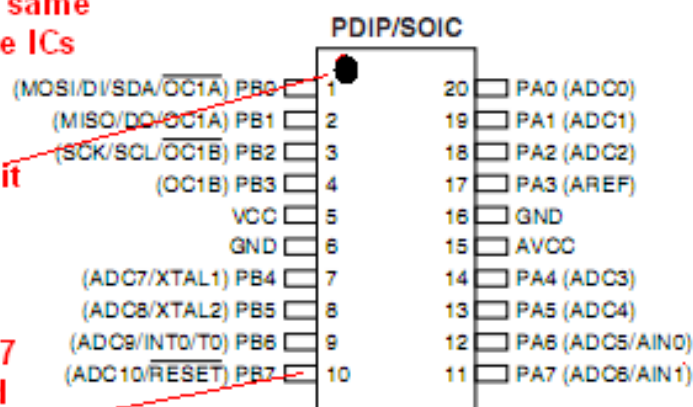 same
e ICs
PDIP/SOIC
(MOSI/DI/SDA/OC1A) PB0 1 20 PA0 (ADC0)
(MISO/DO/OC1A) PB1 2 19 PA1 (ADC1)
(SCK/SCL/OC1B) PB2 3 18 PA2 (ADC2)
it
(OC1B) PB3 4 17 PA3 (AREF)
VCC 5 16 GND
GND 6 15 AVCC
(ADC7/XTAL1) PB4 7 14 PA4 (ADC3)
(ADC8/XTAL2) PB5 8 13 PA5 (ADC4)
(ADC9/INT0/T0) PB6 9 12 PA6 (ADC5/AIN0)
7
(ADC10/RESET) PB7 10 11 PA7 (ADC6/AIN1)